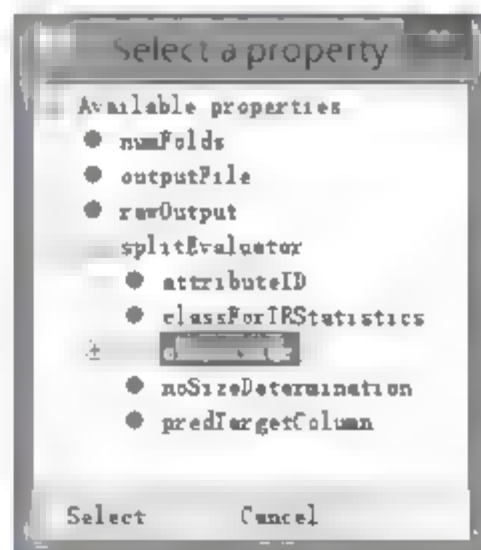 Select a property
Available properties
numFolds
outputFile
rawOutput
splitEvaluator
attributeID
classForIRStatistics
noSizeDetermination
predTargetColumn
Select Cancel